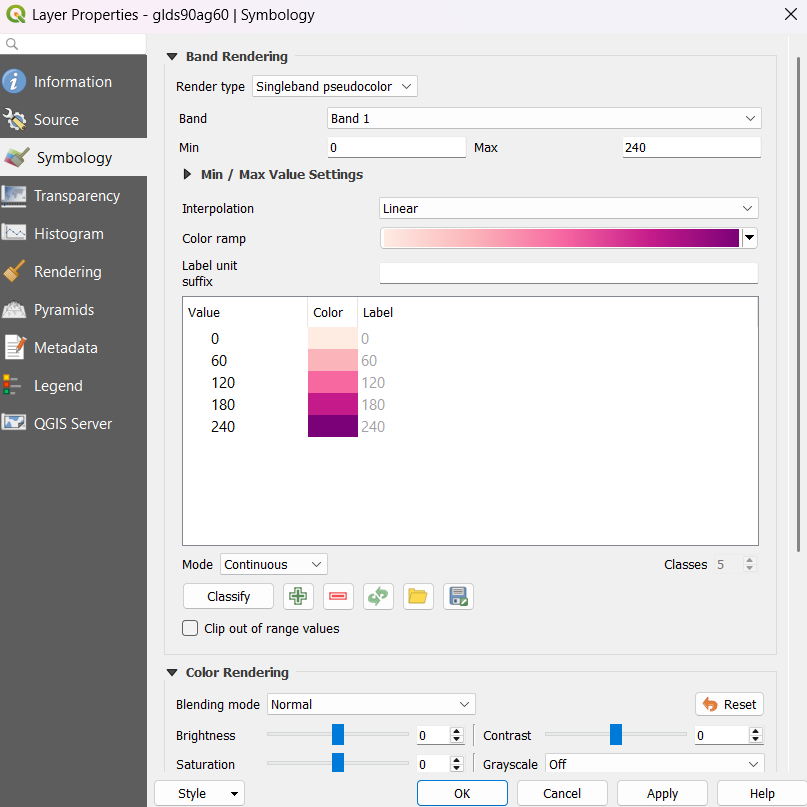 Layer Properties - glds90ag60 | Symbology
Information
Source
Symbology
Transparency
Histogram
Rendering
Pyramids
Metadata
Legend
QGIS Server
Band Rendering
Render type Singleband pseudocolor
Band Band 1
Min 0 Max 240
Min / Max Value Settings
Interpolation Linear
Color ramp
Label unit
suffix
Value Color Label
0 0
60 60
120 120
180 180
240 240
Mode Continuous Classes 5
Classify
Clip out of range values
Color Rendering
Blending mode Normal Reset
Brightness 0 Contrast 0
Saturation 0 Grayscale Off
Style OK Cancel Apply Help